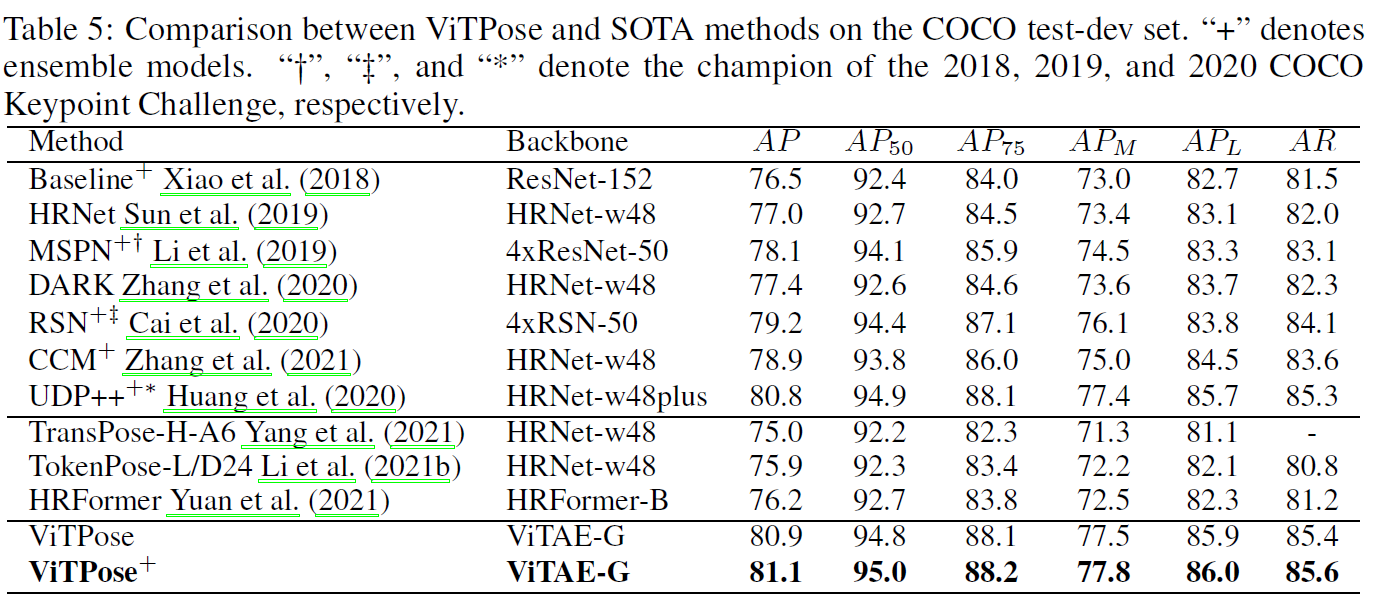 Table 5: Comparison between ViTPose and SOTA methods on the COCO test-dev set. “+” denotes
ensemble models. “†”, “‡”, and “*” denote the champion of the 2018, 2019, and 2020 COCO
Keypoint Challenge, respectively.
Method Backbone AP AP50 AP75 APM APL AR
Baseline+ Xiao et al. (2018) ResNet-152 76.5 92.4 84.0 73.0 82.7 81.5
HRNet Sun et al. (2019) HRNet-w48 77.0 92.7 84.5 73.4 83.1 82.0
MSPN+† Li et al. (2019) 4xResNet-50 78.1 94.1 85.9 74.5 83.3 83.1
DARK Zhang et al. (2020) HRNet-w48 77.4 92.6 84.6 73.6 83.7 82.3
RSN+‡ Cai et al. (2020) 4xRSN-50 79.2 94.4 87.1 76.1 83.8 84.1
CCM+ Zhang et al. (2021) HRNet-w48 78.9 93.8 86.0 75.0 84.5 83.6
UDP+++* Huang et al. (2020) HRNet-w48plus 80.8 94.9 88.1 77.4 85.7 85.3
TransPose-H-A6 Yang et al. (2021) HRNet-w48 75.0 92.2 82.3 71.3 81.1 -
TokenPose-L/D24 Li et al. (2021b) HRNet-w48 75.9 92.3 83.4 72.2 82.1 80.8
HRFormer Yuan et al. (2021) HRFormer-B 76.2 92.7 83.8 72.5 82.3 81.2
ViTPose ViTAE-G 80.9 94.8 88.1 77.5 85.9 85.4
ViTPose+ ViTAE-G 81.1 95.0 88.2 77.8 86.0 85.6